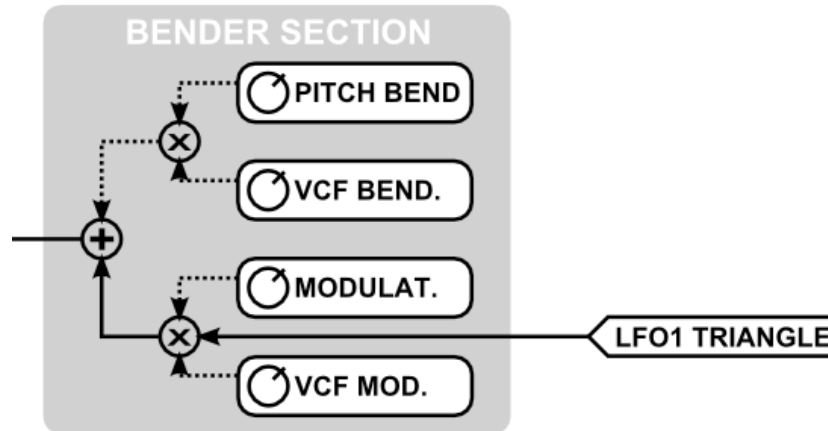 BENDER SECTION
PITCH BEND
VCF BEND.
MODULAT.
LFO1 TRIANGLE
VCF MOD.